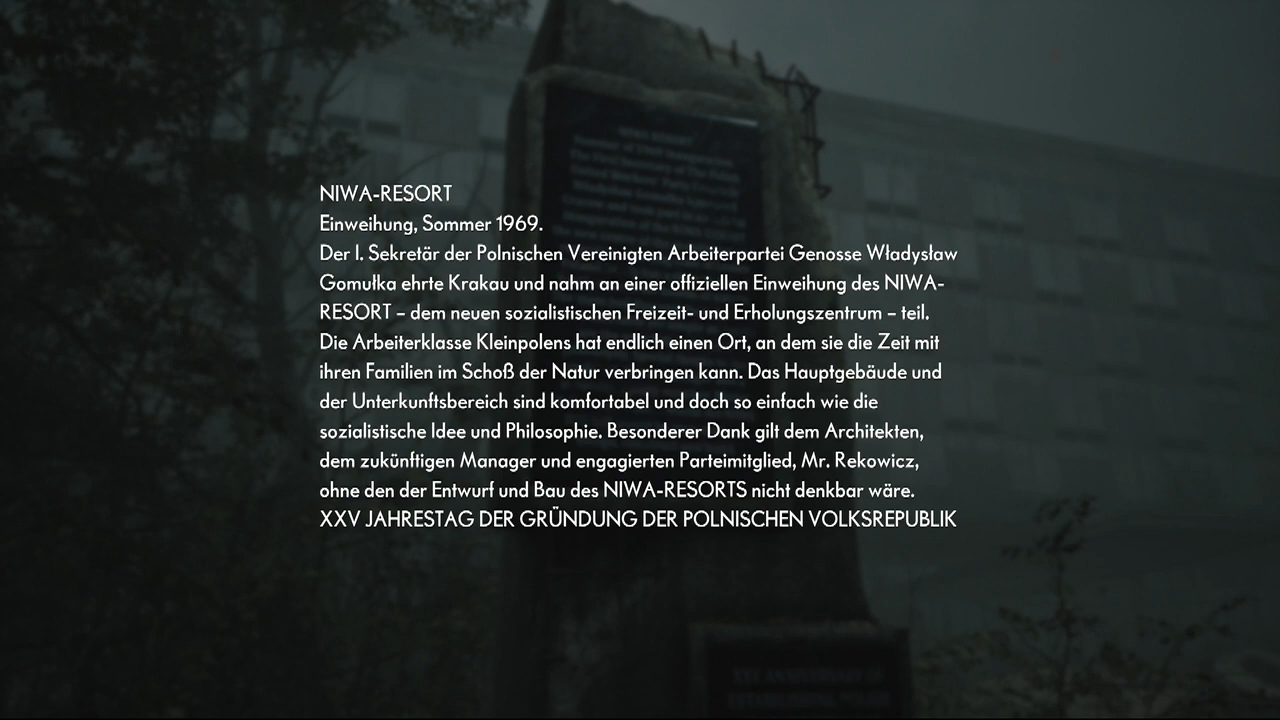 NIWA-RESORT
Einweihung, Sommer 1969.
Der I. Sekretär der Polnischen Vereinigten Arbeiterpartei Genosse Władysław
Gomułka ehrte Krakau und nahm an einer offiziellen Einweihung des NIWA-
RESORT – dem neuen sozialistischen Freizeit- und Erholungszentrum – teil.
Die Arbeiterklasse Kleinpolens hat endlich einen Ort, an dem sie die Zeit mit
ihren Familien im Schoß der Natur verbringen kann. Das Hauptgebäude und
der Unterkunftsbereich sind komfortabel und doch so einfach wie die
sozialistische Idee und Philosophie. Besonderer Dank gilt dem Architekten,
dem zukünftigen Manager und engagierten Parteimitglied, Mr. Rekowicz,
ohne den der Entwurf und Bau des NIWA-RESORTS nicht denkbar wäre.
XXV JAHRESTAG DER GRÜNDUNG DER POLNISCHEN VOLKSREPUBLIK